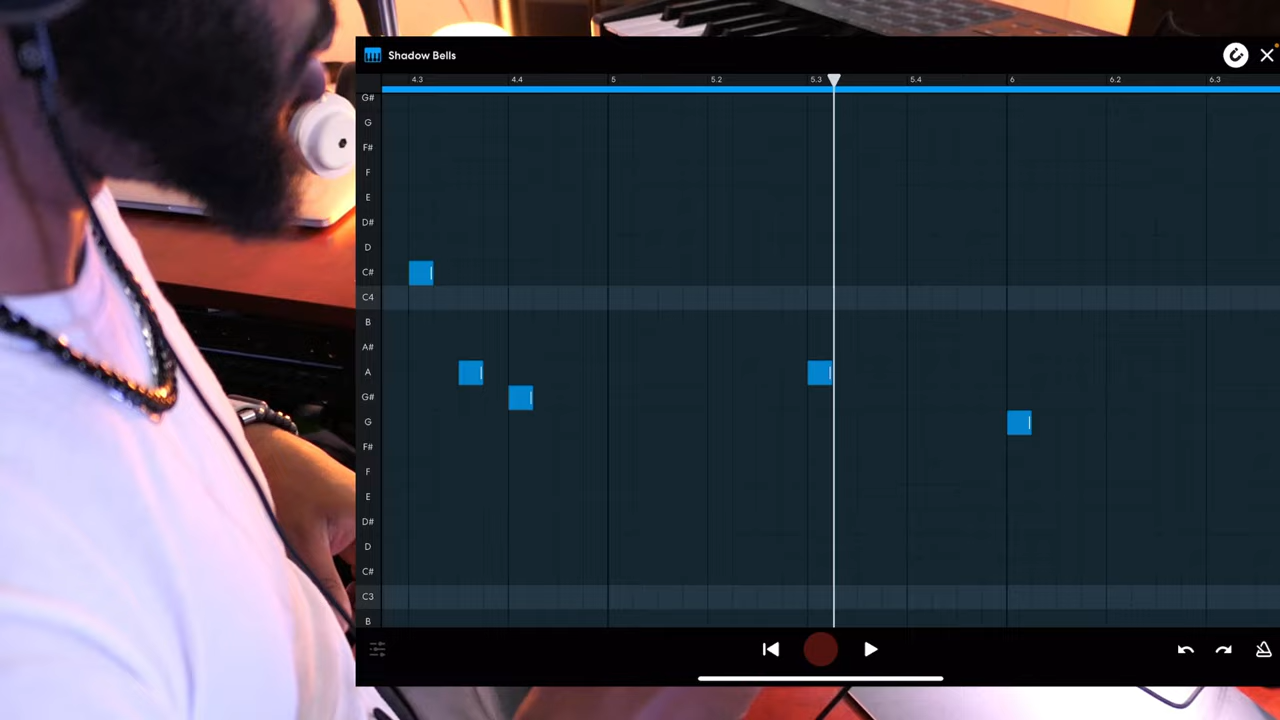 Shadow Bells
4.3 4.4 5 5.2 5.3 5.4 6 6.2 6.3
G#
G
F#
F
E
D#
D
C#
C4
B
A#
A
G#
G
F#
F
E
D#
D
C#
C3
B